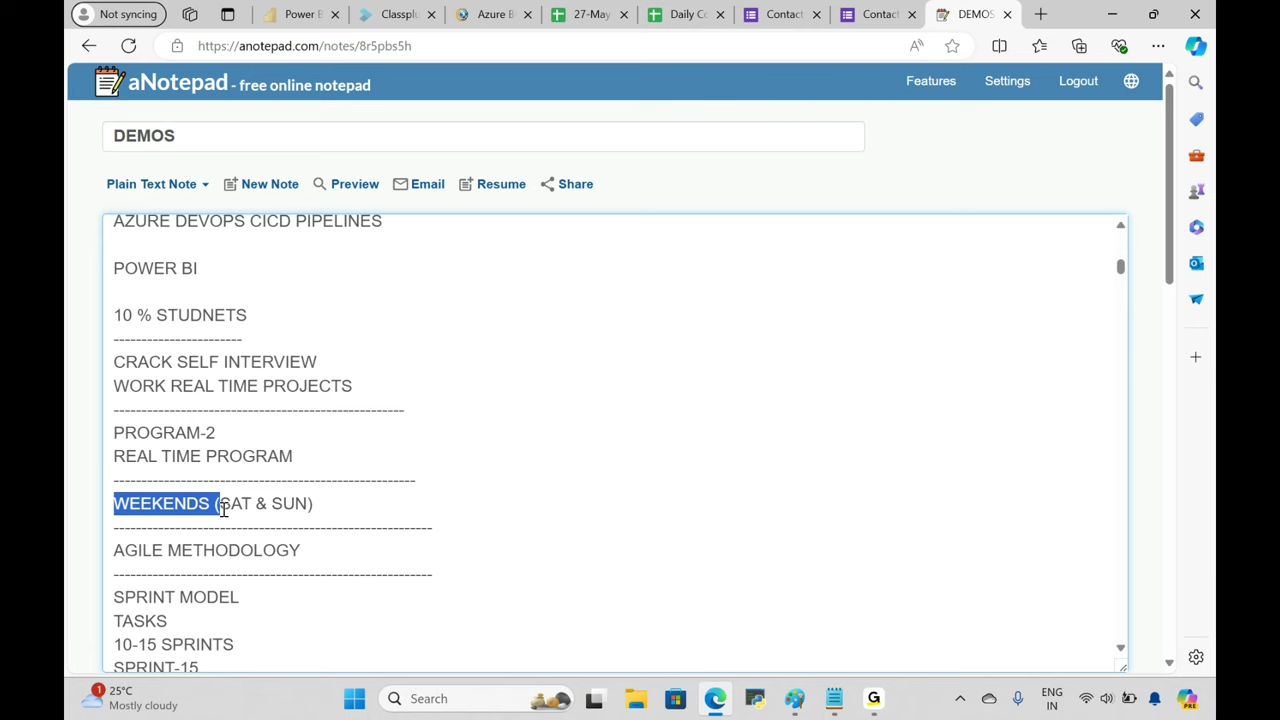 Not syncing
Power B
Classpl
Azure B
27-May
Daily C
Contact
Contact
DEMOS
https://anotepad.com/notes/8r5pbs5h
aNotepad - free online notepad
Features
Settings
Logout
DEMOS
Plain Text Note
New Note
Preview
Email
Resume
Share
AZURE DEVOPS CICD PIPELINES
POWER BI
10 % STUDNETS
-----------------------
CRACK SELF INTERVIEW
WORK REAL TIME PROJECTS
----------------------------------------------------
PROGRAM-2
REAL TIME PROGRAM
------------------------------------------------------
WEEKENDS (SAT & SUN)
---------------------------------------------------------
AGILE METHODOLOGY
---------------------------------------------------------
SPRINT MODEL
TASKS
10-15 SPRINTS
SPRINT-15
1
25°C
Mostly cloudy
Search
ENG
IN